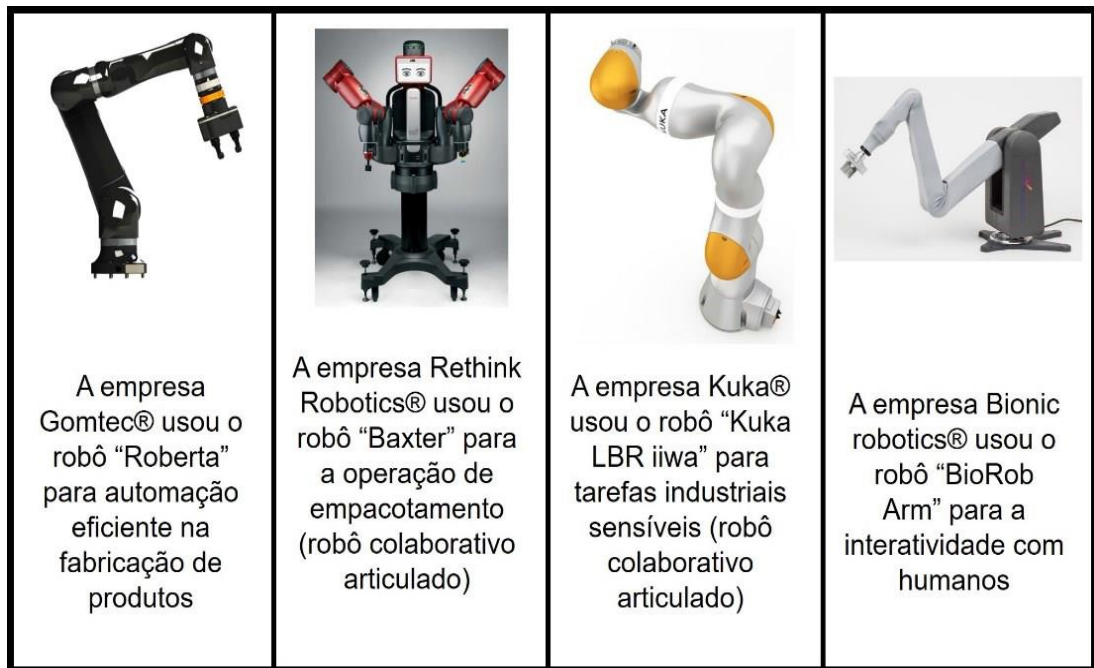 KUKA
A empresa
Gomtec® usou o
robô “Roberta”
para automação
eficiente na
fabricação de
produtos
A empresa Rethink
Robotics® usou o
robô “Baxter” para
a operação de
empacotamento
(robô colaborativo
articulado)
A empresa Kuka®
usou o robô “Kuka
LBR iiwa” para
tarefas industriais
sensíveis (robô
colaborativo
articulado)
A empresa Bionic
robotics® usou o
robô “BioRob
Arm” para a
interatividade com
humanos